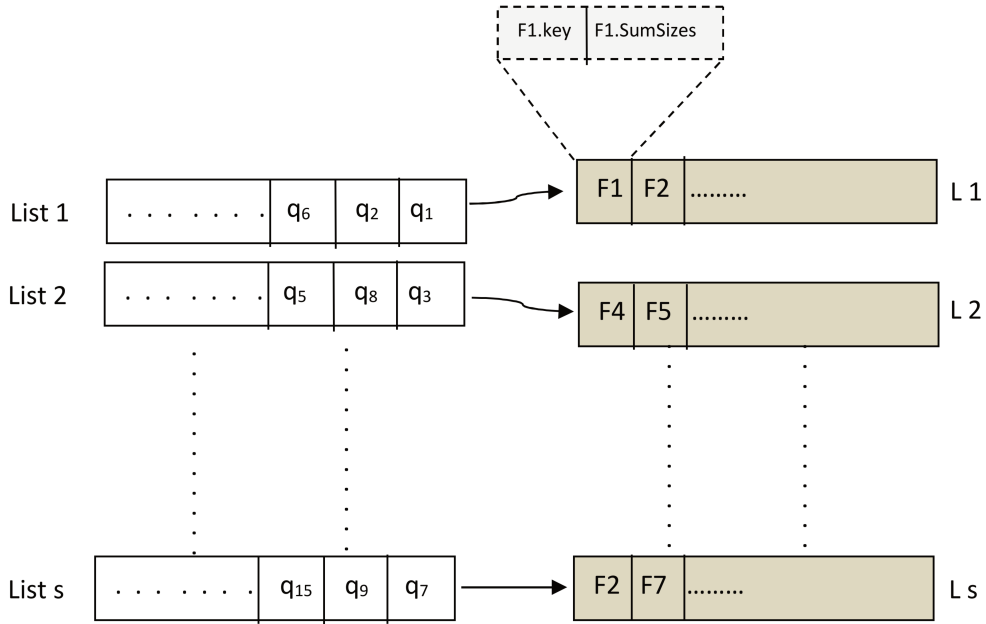 F1.key F1.SumSizes
List 1 . . . . . . . q₆ q₂ q₁ F1 F2 ......... L 1
List 2 . . . . . . . q₅ q₈ q₃ F4 F5 ......... L 2
List s . . . . . . . q₁₅ q₉ q₇ F2 F7 ......... L s